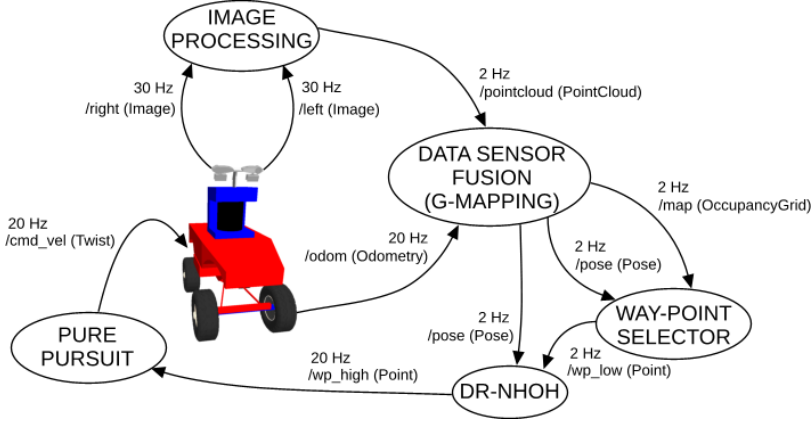 IMAGE
PROCESSING
30 Hz
/right (Image)
30 Hz
/left (Image)
2 Hz
/pointcloud (PointCloud)
DATA SENSOR
FUSION
(G-MAPPING)
2 Hz
/map (OccupancyGrid)
20 Hz
/cmd_vel (Twist)
20 Hz
/odom (Odometry)
2 Hz
/pose (Pose)
2 Hz
/pose (Pose)
WAY-POINT
SELECTOR
PURE
PURSUIT
20 Hz
/wp_high (Point)
2 Hz
/wp_low (Point)
DR-NHOH